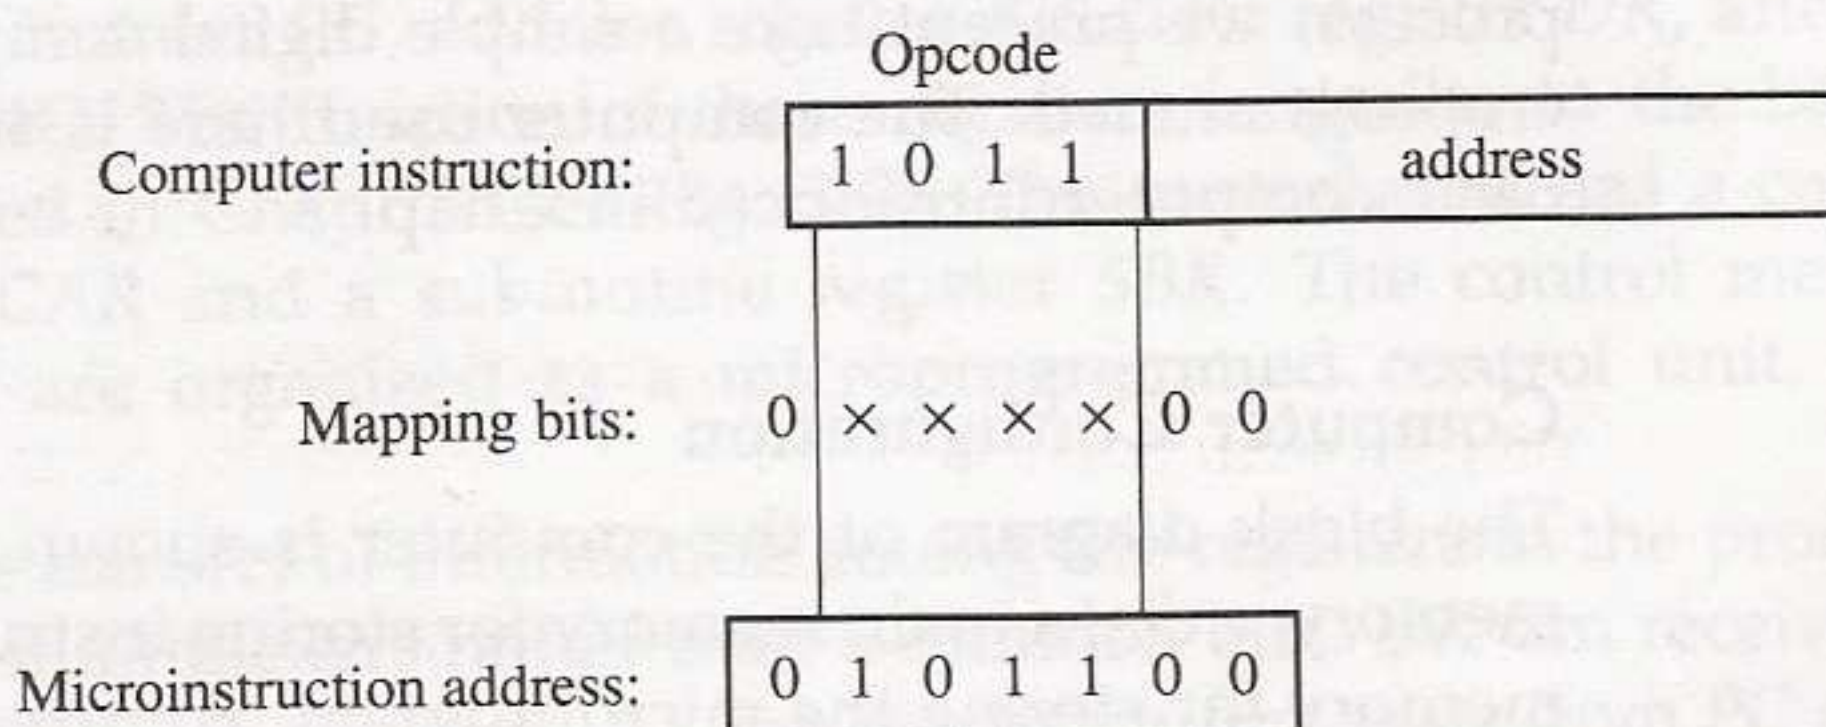 Opcode
Computer instruction: 1 0 1 1 address
Mapping bits: 0 × × × × 0 0
Microinstruction address: 0 1 0 1 1 0 0